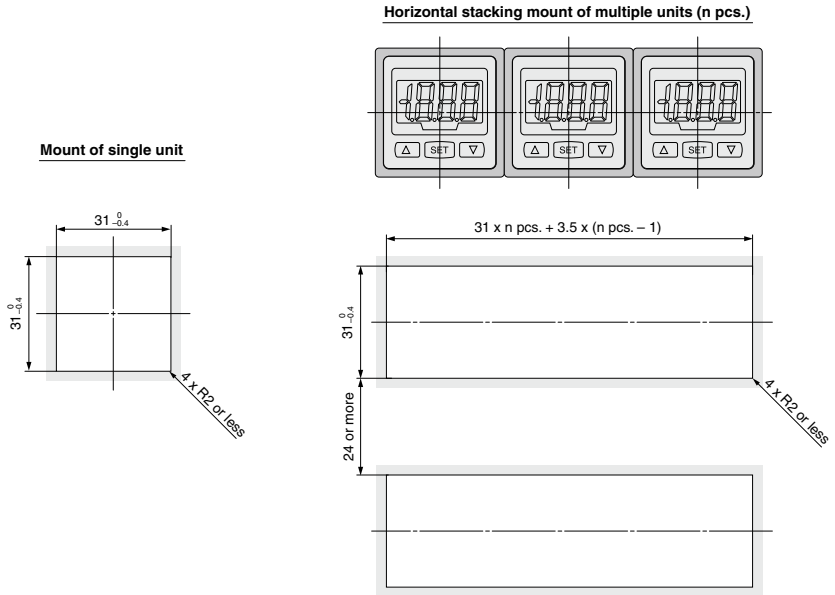 Horizontal stacking mount of multiple units (n pcs.)
SET
SET
SET
Mount of single unit
31 0 -0.4
31 0 -0.4
4 x R2 or less
31 x n pcs. + 3.5 x (n pcs. – 1)
31 0 -0.4
4 x R2 or less
24 or more